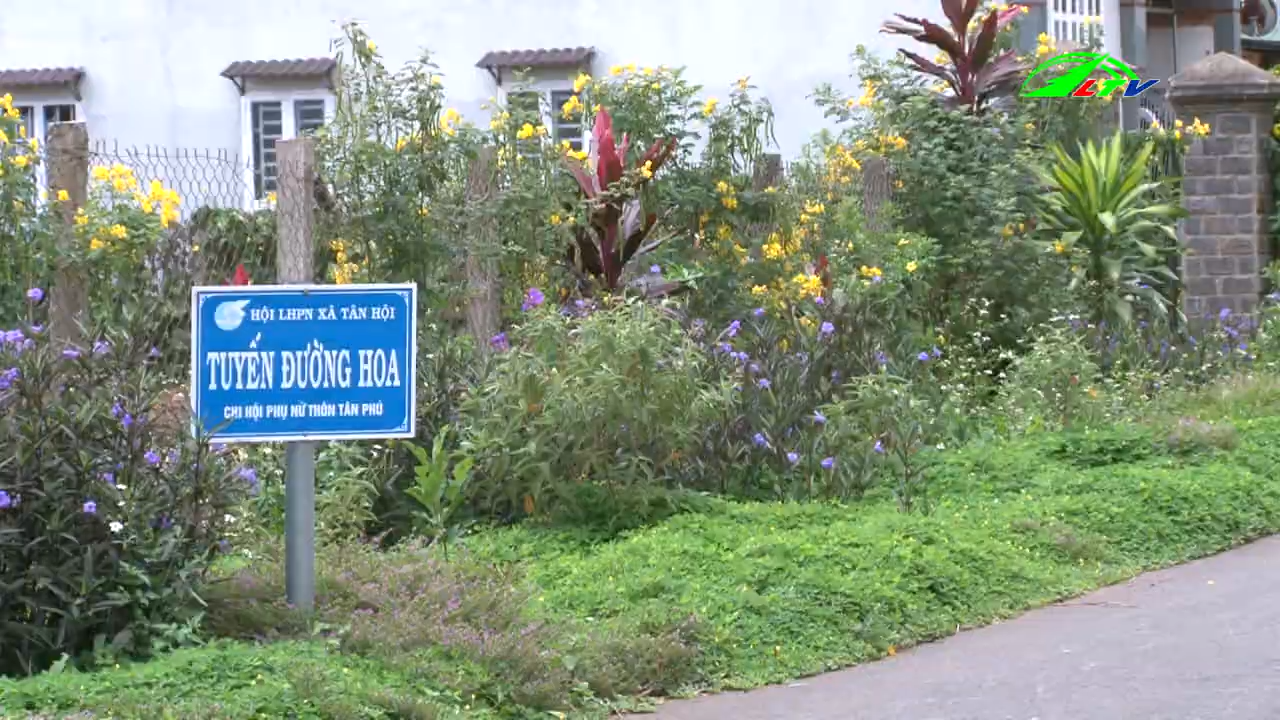 LTV
HỘI LHPN XÃ TÂN HỘI
TUYẾN ĐƯỜNG HOA
CHI HỘI PHỤ NỮ THÔN TÂN PHÚ